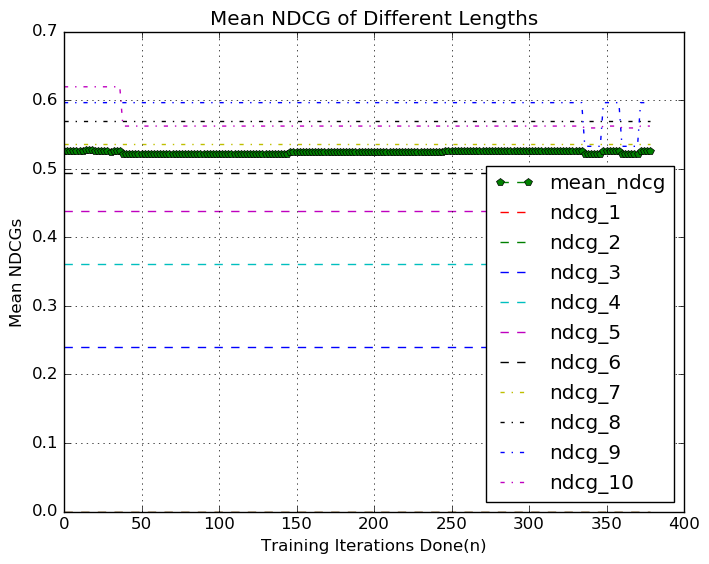 Mean NDCG of Different Lengths
0.7
0.6
0.5
0.4
0.3
0.2
0.1
0.0
Mean NDCGs
mean_ndcg
ndcg_1
ndcg_2
ndcg_3
ndcg_4
ndcg_5
ndcg_6
ndcg_7
ndcg_8
ndcg_9
ndcg_10
0 50 100 150 200 250 300 350 400
Training Iterations Done(n)